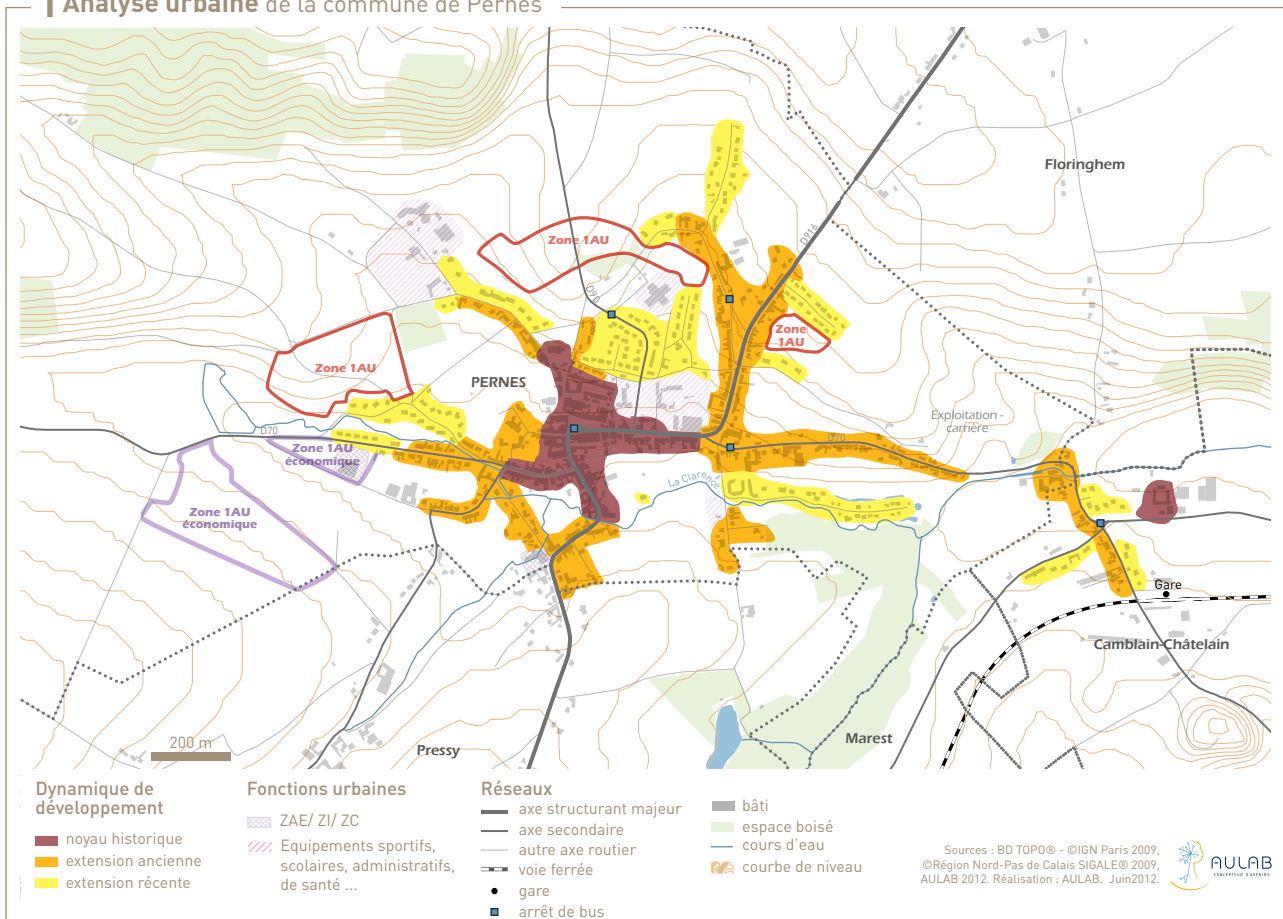 Analyse urbaine de la commune de Pernes
Floringhem
D916
Zone 1AU
D90
Zone
1AU
Zone 1AU
PERNES
Exploitation -
carrière
D70
D70
Zone 1AU
économique
La Clarence
Zone 1AU
économique
Gare
Camblain-Châtelain
Marest
200 m
Pressy
Dynamique de
développement
noyau historique
extension ancienne
extension récente
Fonctions urbaines
ZAE/ ZI/ ZC
Equipements sportifs,
scolaires, administratifs,
de santé ...
Réseaux
axe structurant majeur
axe secondaire
autre axe routier
voie ferrée
gare
arrêt de bus
bâti
espace boisé
cours d'eau
courbe de niveau
Sources : BD TOPO® - ©IGN Paris 2009,
©Région Nord-Pas de Calais SIGALE® 2009,
AULAB 2012. Réalisation : AULAB. Juin2012.
AULAB
CONCEPTEUR D'AVENIRS